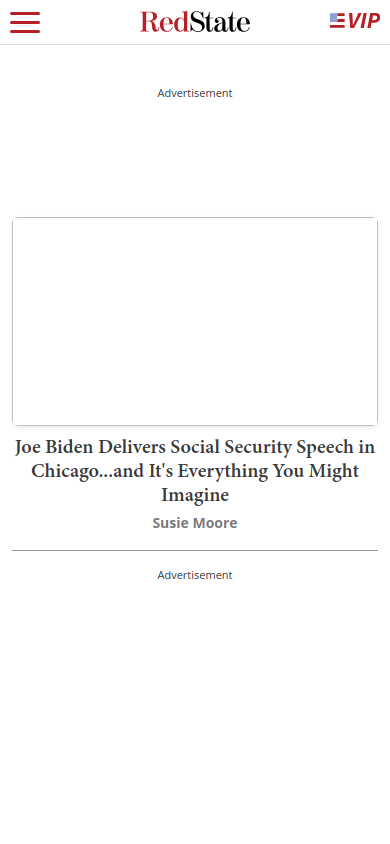 RedState
VIP
Advertisement
Joe Biden Delivers Social Security Speech in
Chicago...and It's Everything You Might
Imagine
Susie Moore
Advertisement